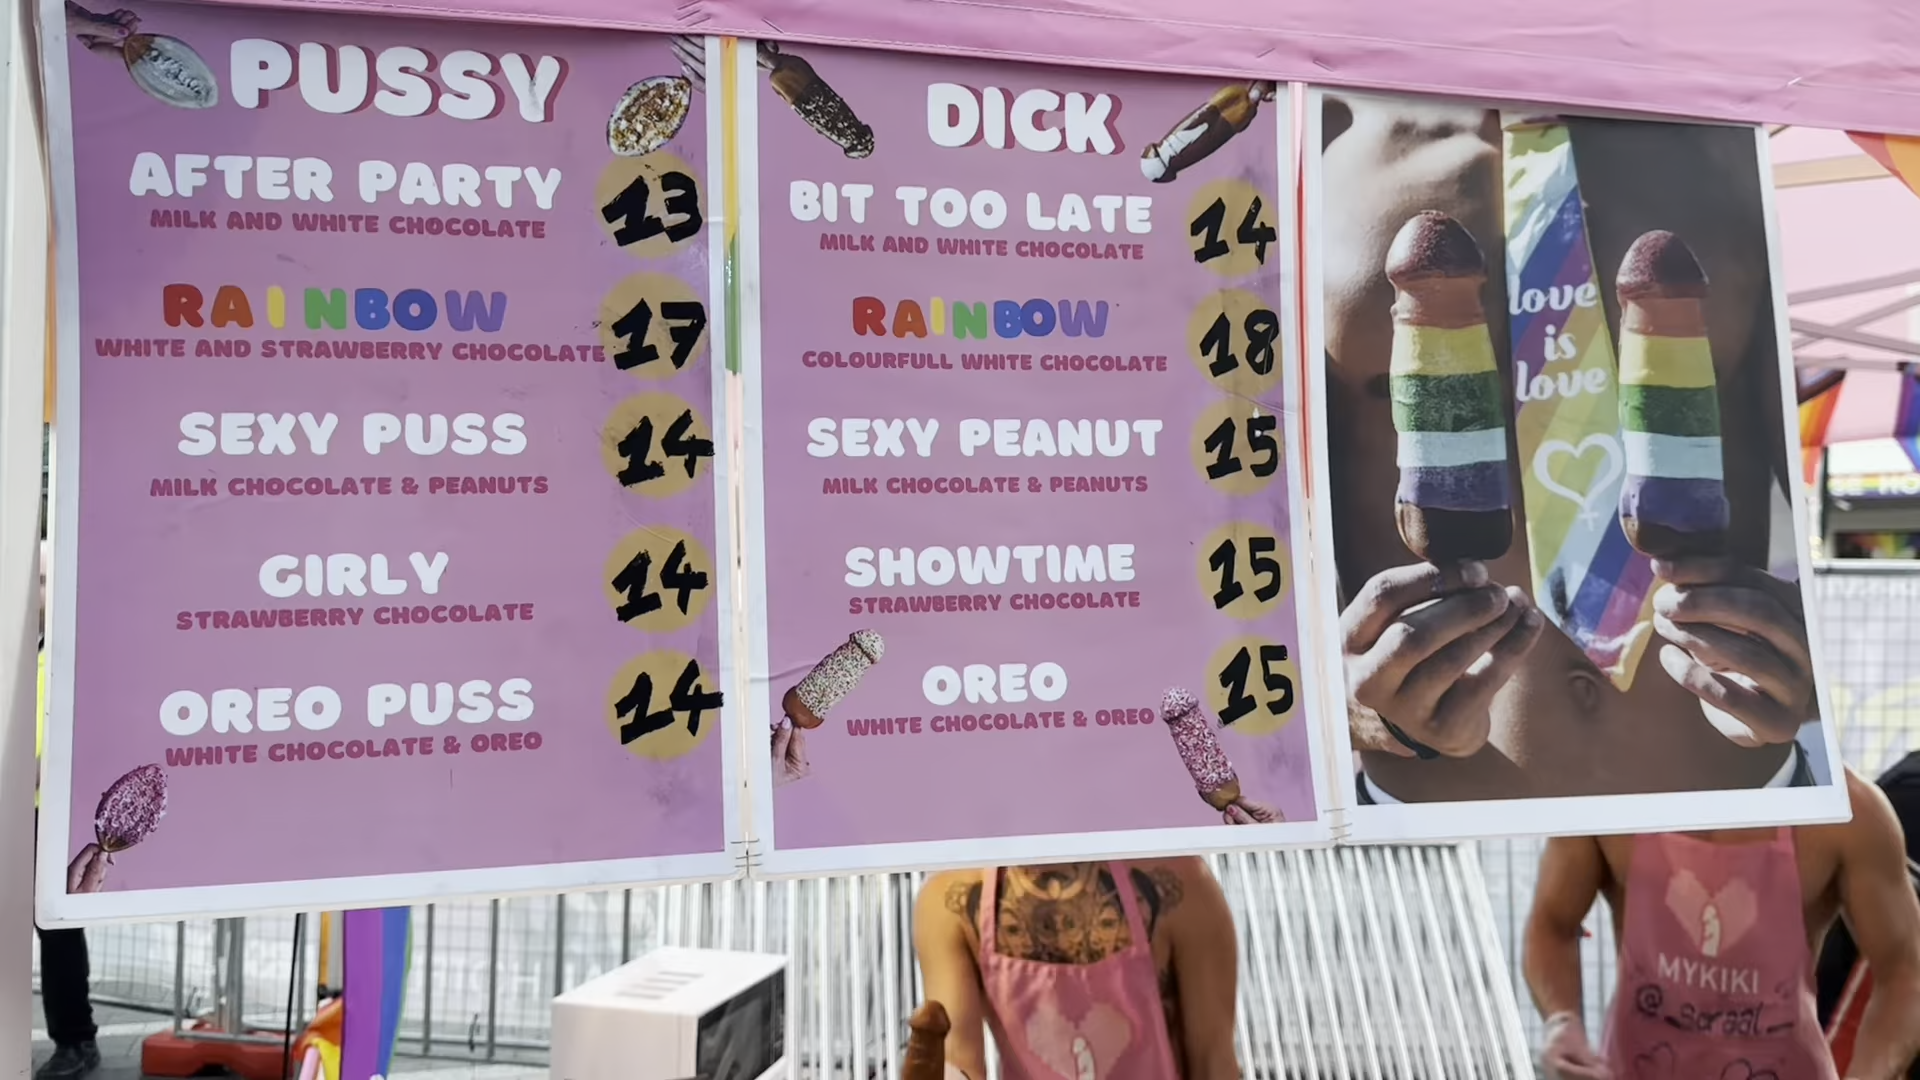 PUSSY
AFTER PARTY
MILK AND WHITE CHOCOLATE
13
RAINBOW
WHITE AND STRAWBERRY CHOCOLATE
17
SEXY PUSS
MILK CHOCOLATE & PEANUTS
14
GIRLY
STRAWBERRY CHOCOLATE
14
OREO PUSS
WHITE CHOCOLATE & OREO
14
DICK
BIT TOO LATE
MILK AND WHITE CHOCOLATE
14
RAINBOW
COLOURFULL WHITE CHOCOLATE
18
SEXY PEANUT
MILK CHOCOLATE & PEANUTS
15
SHOWTIME
STRAWBERRY CHOCOLATE
15
OREO
WHITE CHOCOLATE & OREO
15
love
is
love
MYKIKI